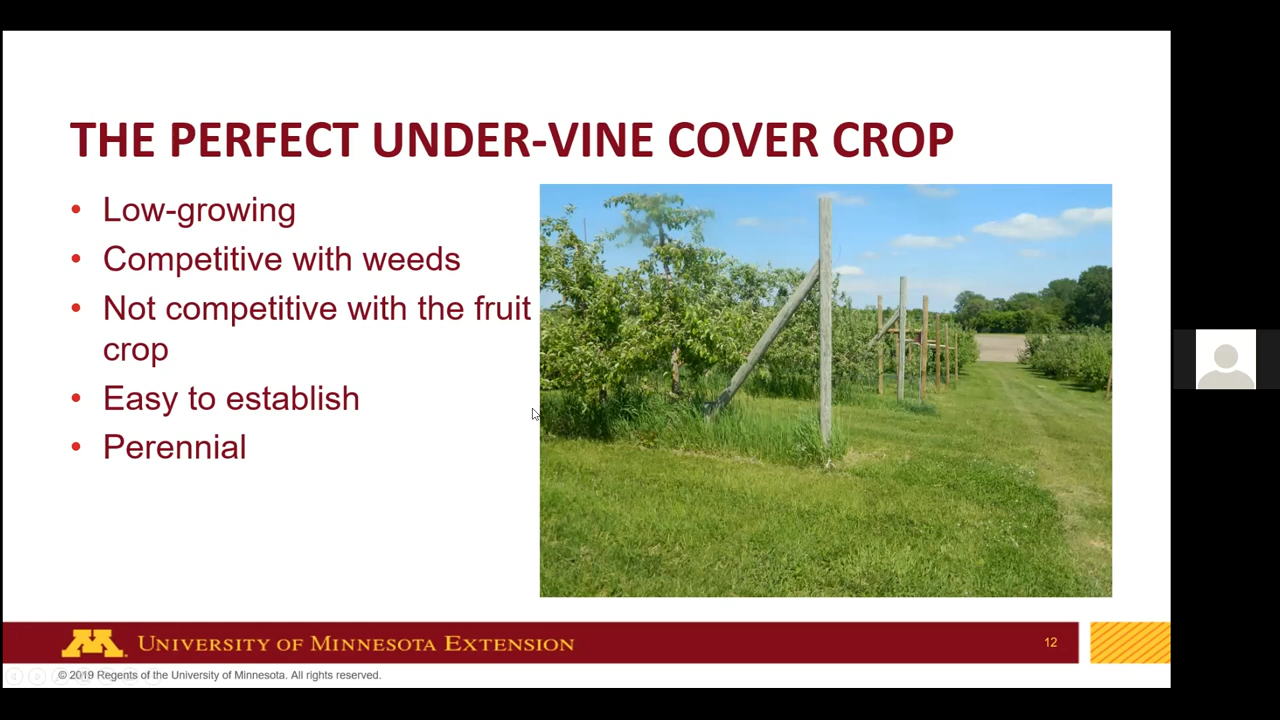 THE PERFECT UNDER-VINE COVER CROP
• Low-growing
• Competitive with weeds
• Not competitive with the fruit
crop
• Easy to establish
• Perennial
UNIVERSITY OF MINNESOTA EXTENSION
12
© 2019 Regents of the University of Minnesota. All rights reserved.